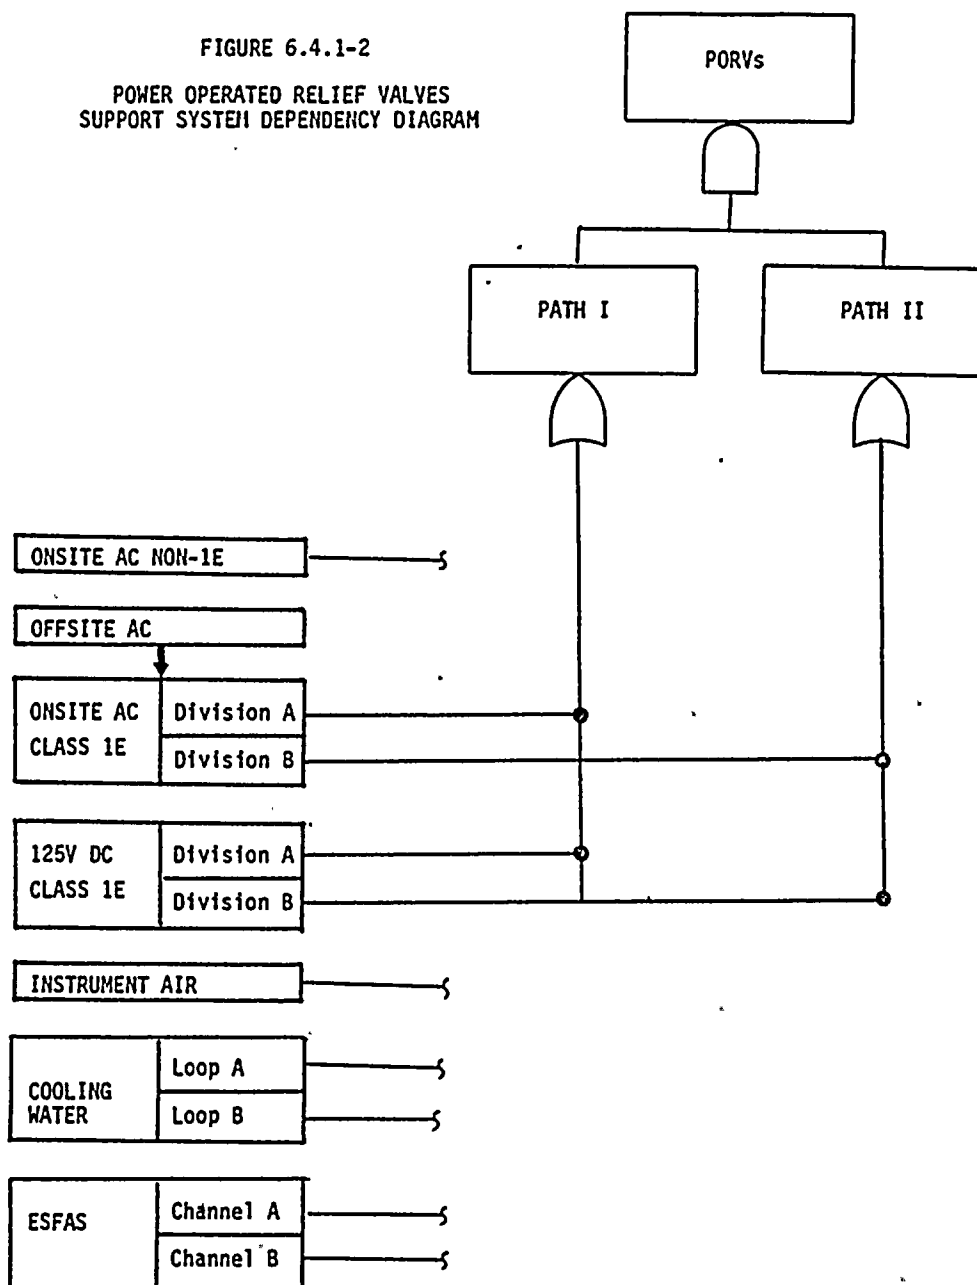 FIGURE 6.4.1-2
POWER OPERATED RELIEF VALVES
SUPPORT SYSTEM DEPENDENCY DIAGRAM
PORVs
PATH I
PATH II
ONSITE AC NON-1E
OFFSITE AC
ONSITE AC
CLASS 1E
Division A
Division B
125V DC
CLASS 1E
Division A
Division B
INSTRUMENT AIR
COOLING
WATER
Loop A
Loop B
ESFAS
Channel A
Channel B